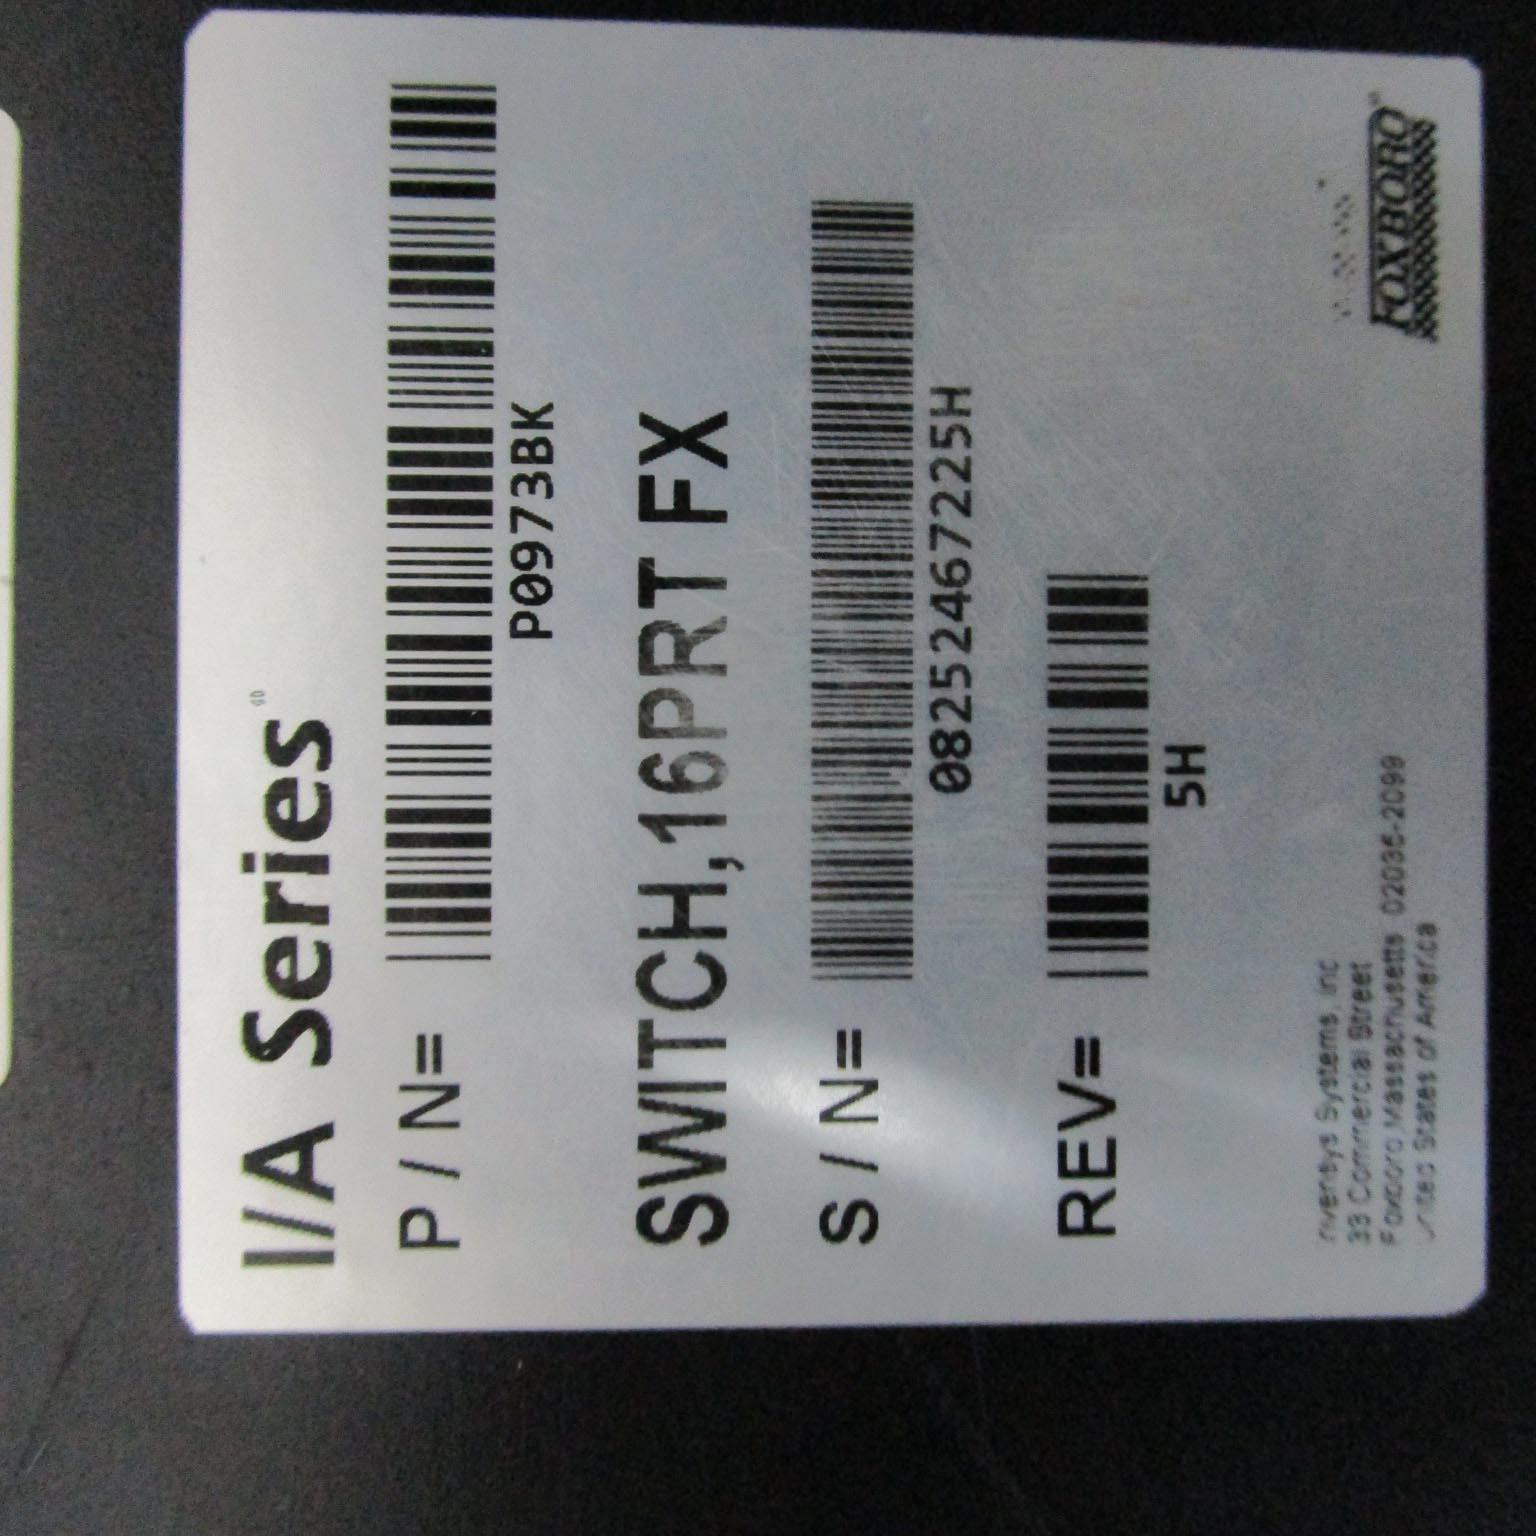 I/A Series®
P/N=
P0973BK
SWITCH,16PRT FX
S/N=
08252467225H
REV=
5H
Invensys Systems, Inc
33 Commercial Street
Foxboro, Massachusetts 02035-2099
United States of America
FOXBORO